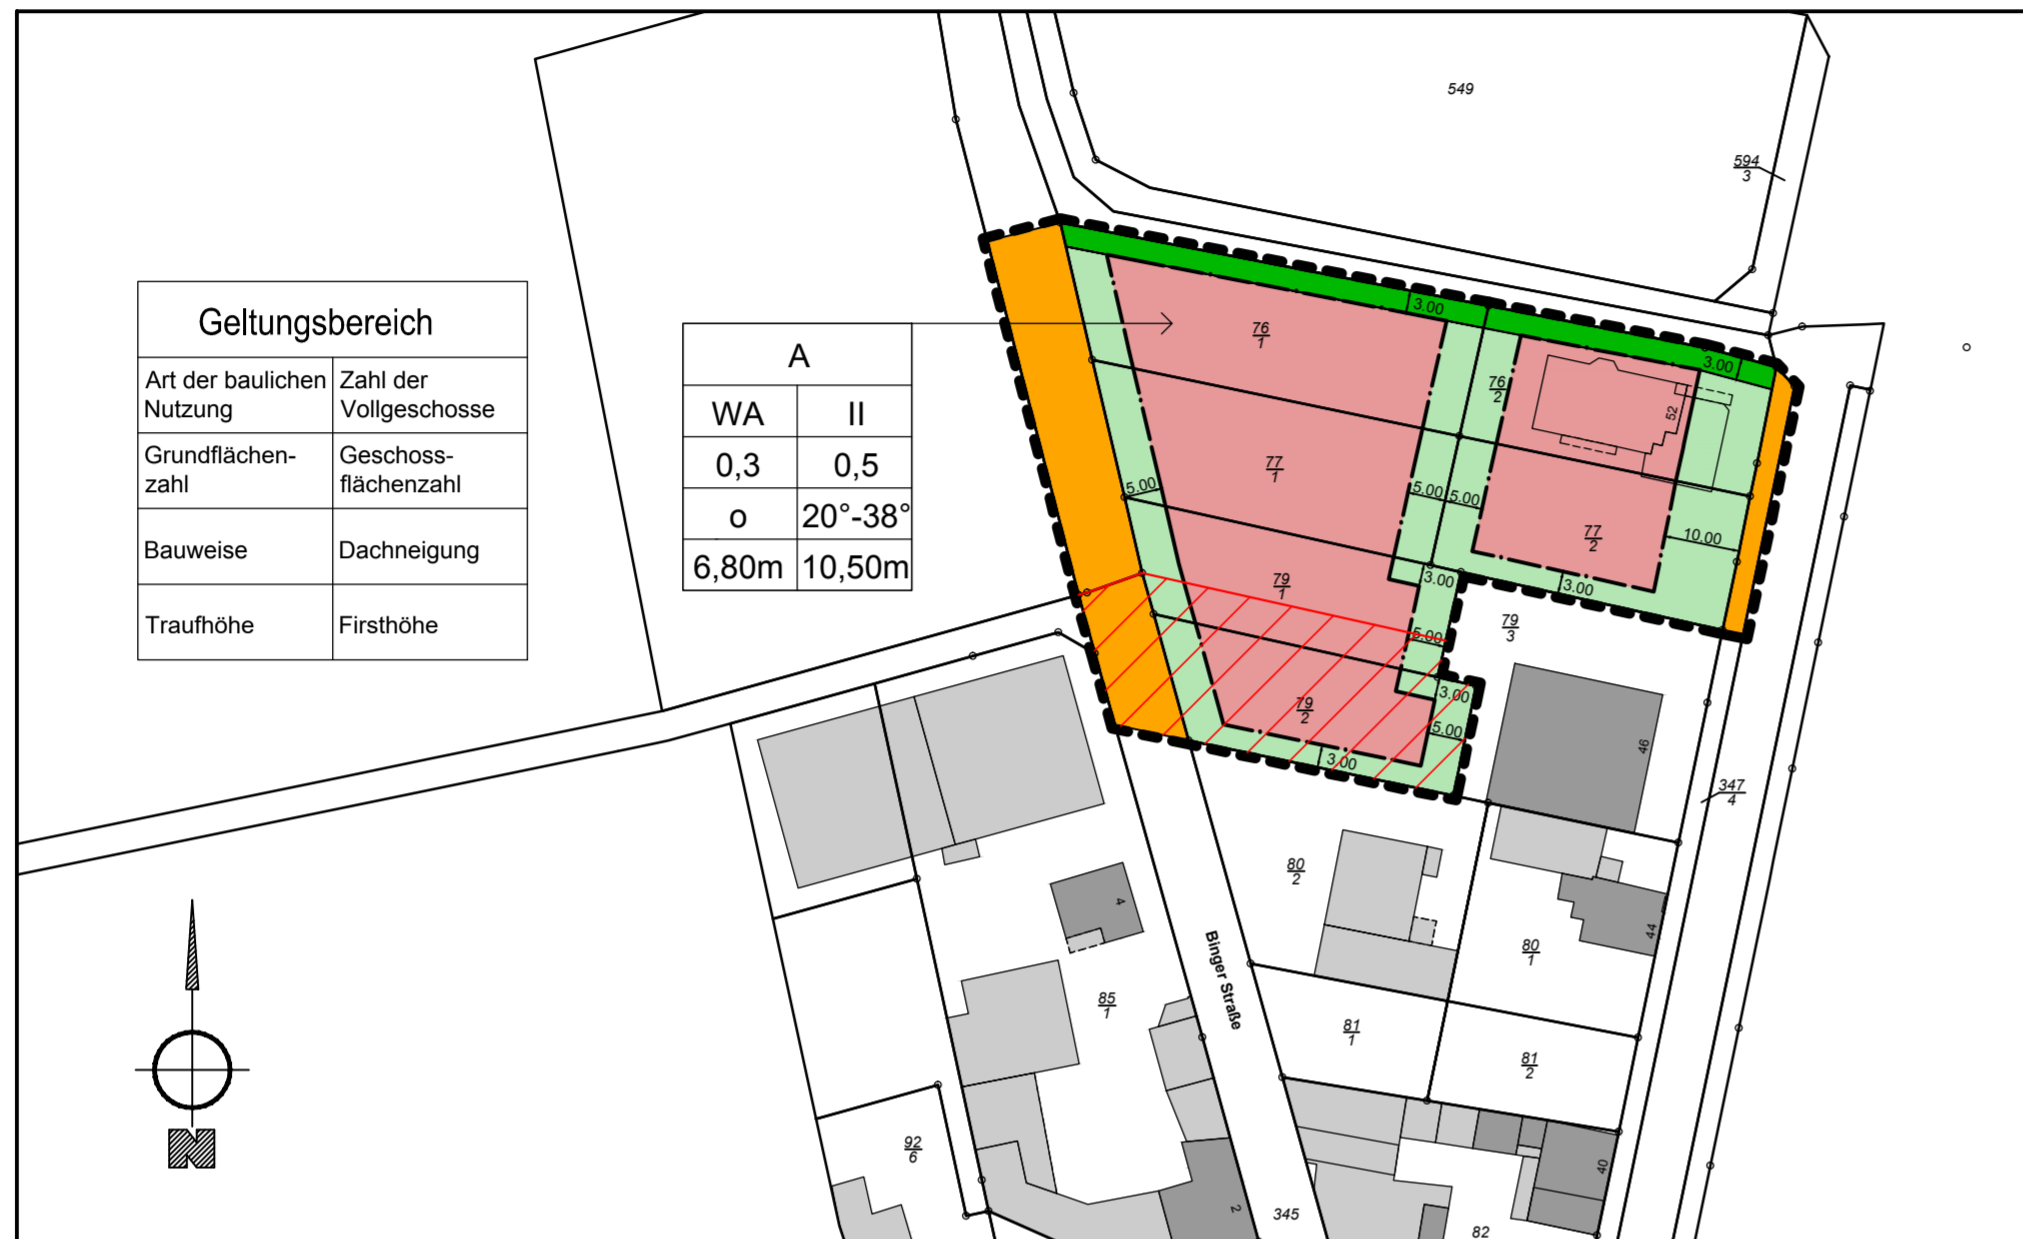 549
594
3
Geltungsbereich
Art der baulichen Nutzung
Zahl der Vollgeschosse
Grundflächen-
zahl
Geschoss-
flächenzahl
Bauweise
Dachneigung
Traufhöhe
Firsthöhe
A
WA
II
0,3
0,5
o
20°-38°
6,80m
10,50m
3.00
3.00
76
1
76
2
52
77
1
5.00
5.00
5.00
77
2
10.00
79
1
3.00
3.00
5.00
79
3
79
2
3.00
5.00
3.00
46
347
4
80
2
4
44
80
1
Binger Straße
85
1
81
1
81
2
92
6
40
2
345
82
N